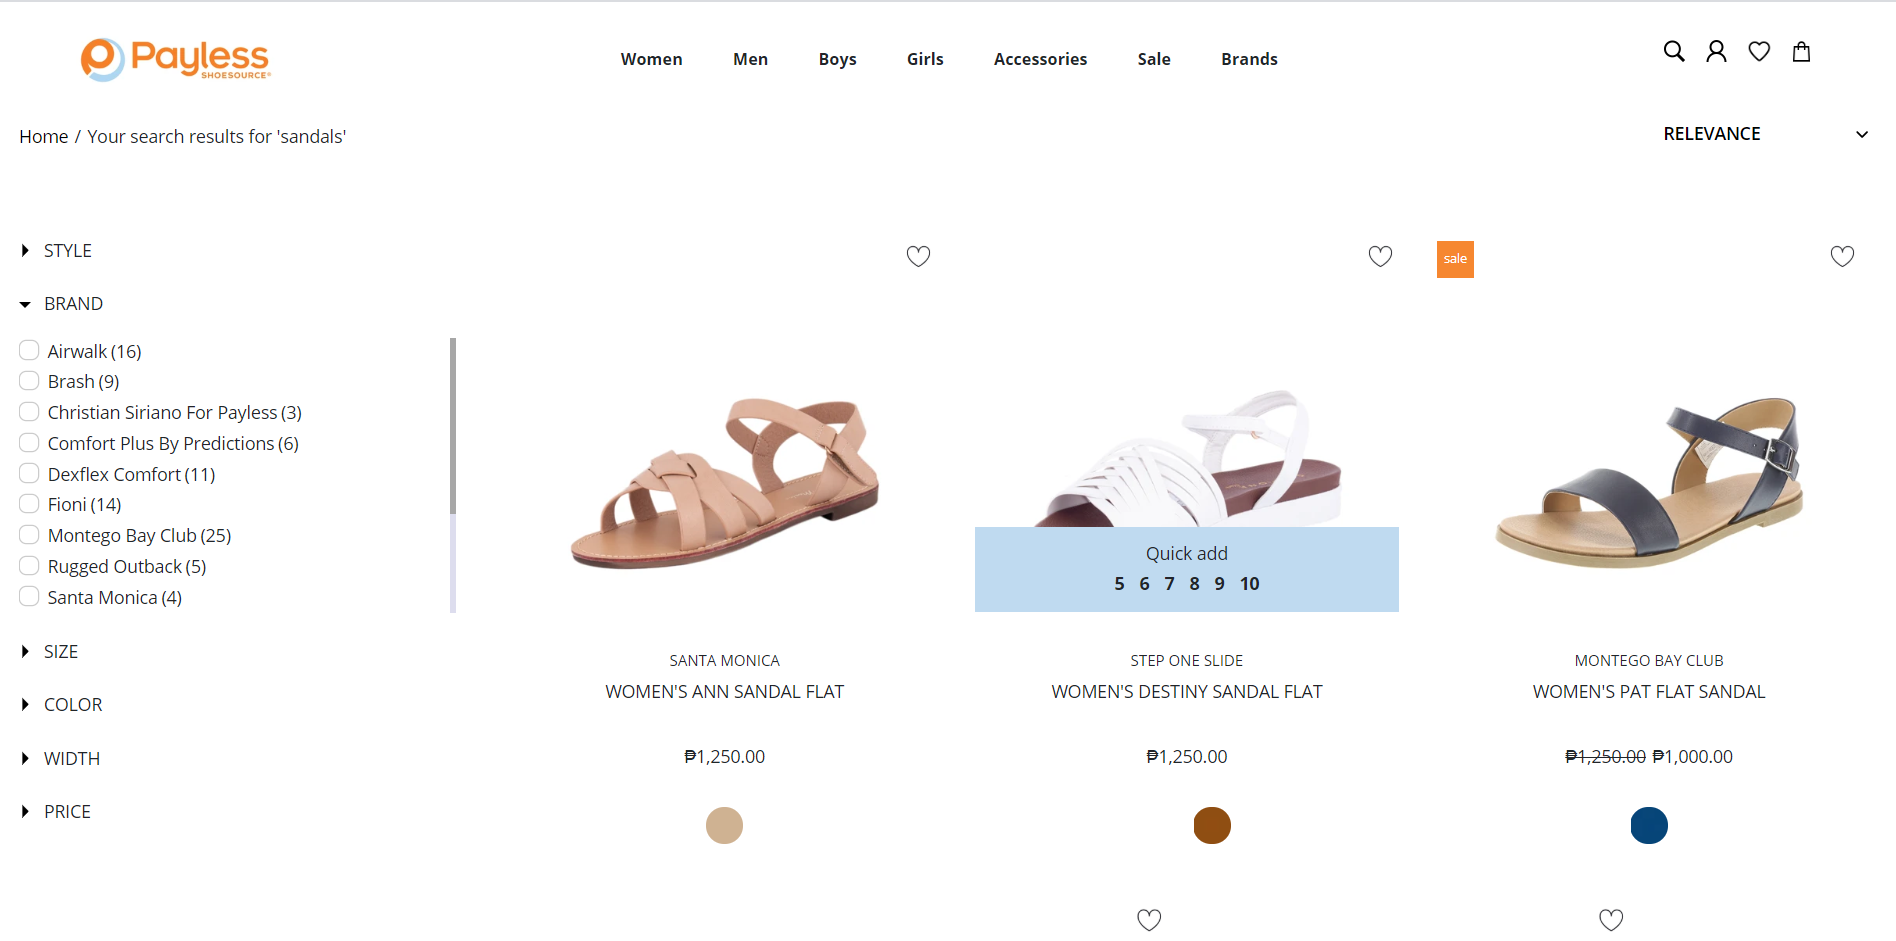 Payless
SHOESOURCE®
Women Men Boys Girls Accessories Sale Brands
Home / Your search results for 'sandals'
RELEVANCE
STYLE
BRAND
Airwalk (16)
Brash (9)
Christian Siriano For Payless (3)
Comfort Plus By Predictions (6)
Dexflex Comfort (11)
Fioni (14)
Montego Bay Club (25)
Rugged Outback (5)
Santa Monica (4)
SIZE
COLOR
WIDTH
PRICE
SANTA MONICA
WOMEN'S ANN SANDAL FLAT
₱1,250.00
Quick add
5 6 7 8 9 10
STEP ONE SLIDE
WOMEN'S DESTINY SANDAL FLAT
₱1,250.00
sale
MONTEGO BAY CLUB
WOMEN'S PAT FLAT SANDAL
₱1,250.00 ₱1,000.00